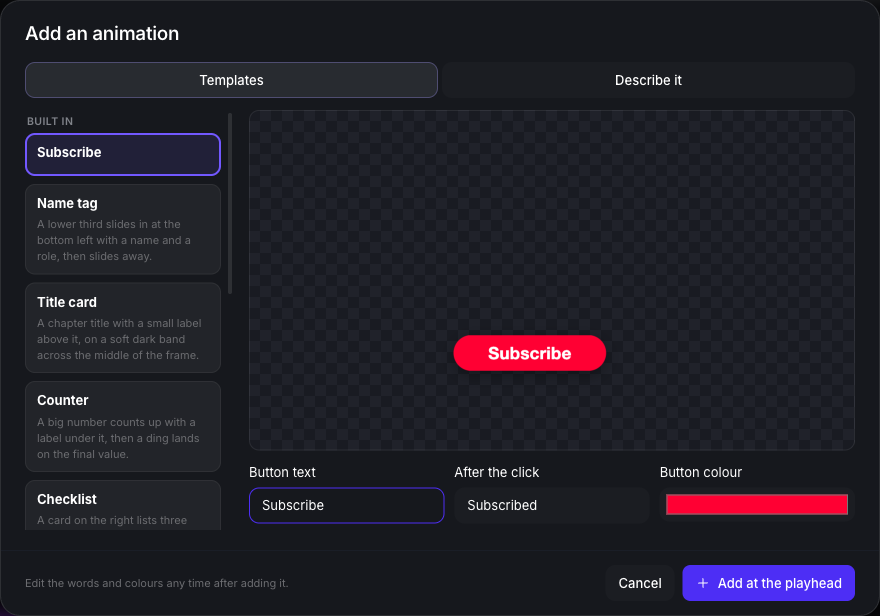 Add an animation
Templates
Describe it
BUILT IN
Subscribe
Name tag
A lower third slides in at the
bottom left with a name and a
role, then slides away.
Title card
A chapter title with a small label
above it, on a soft dark band
across the middle of the frame.
Counter
A big number counts up with a
label under it, then a ding lands
on the final value.
Checklist
A card on the right lists three
Subscribe
Button text
After the click
Button colour
Subscribe
Subscribed
Edit the words and colours any time after adding it.
Cancel
+ Add at the playhead